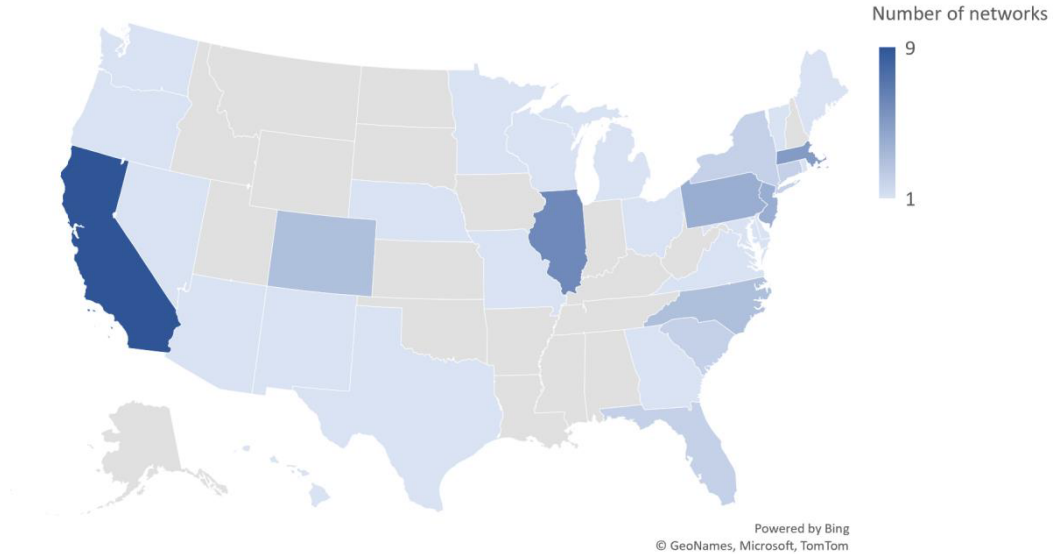 Number of networks
9
1
Powered by Bing
© GeoNames, Microsoft, TomTom